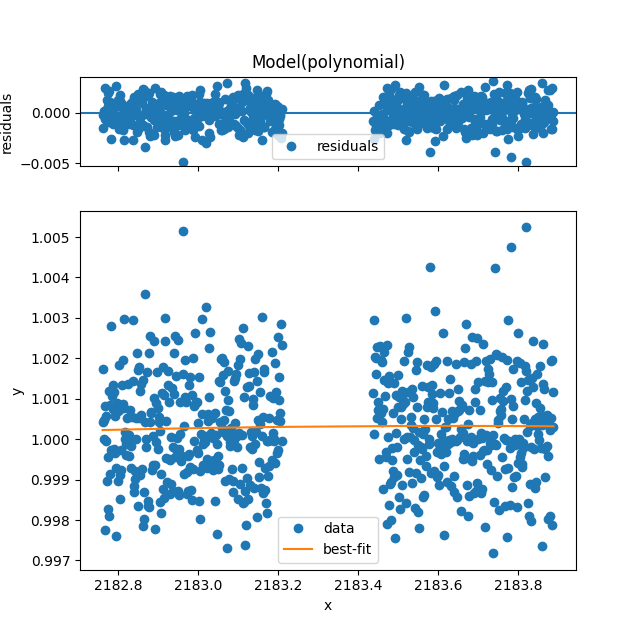 Model(polynomial)
residuals
0.000
−0.005
residuals
y
1.005
1.004
1.003
1.002
1.001
1.000
0.999
0.998
0.997
data
best-fit
2182.8 2183.0 2183.2 2183.4 2183.6 2183.8
x